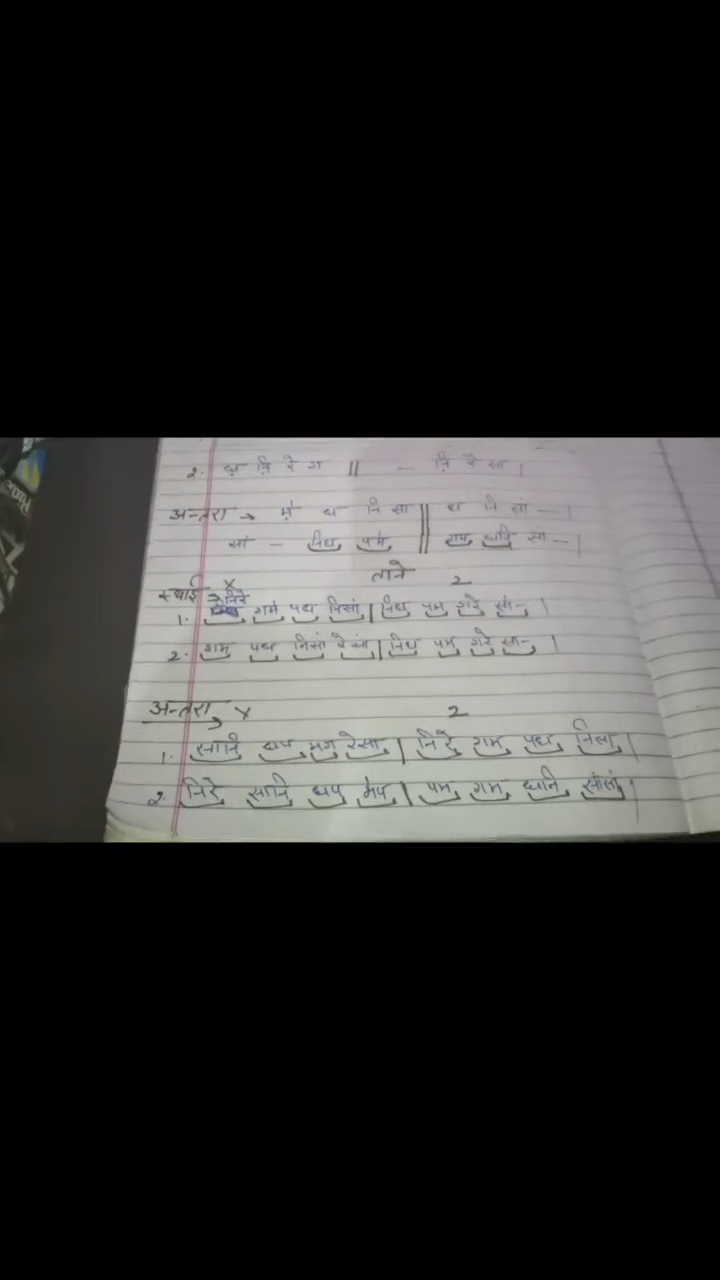 2. ध़ ऩि रे ग || — ऩि रे सा |
अन्तरा → मे ध नि सा || ध नि सां — |
सां — निध पमे || गम धनि सां — |
ताने
स्थाई → x 2
1. निरे गमे पध निसां | निध पम गरे सा- |
2. गम पध निसां रेसां | निध पम गरे सा- |
अन्तरा → x 2
1. सानि धप मग रेसा | निरे गम पध निसा |
2. निरे सानि धप मेप | पम गम धनि सांसां |